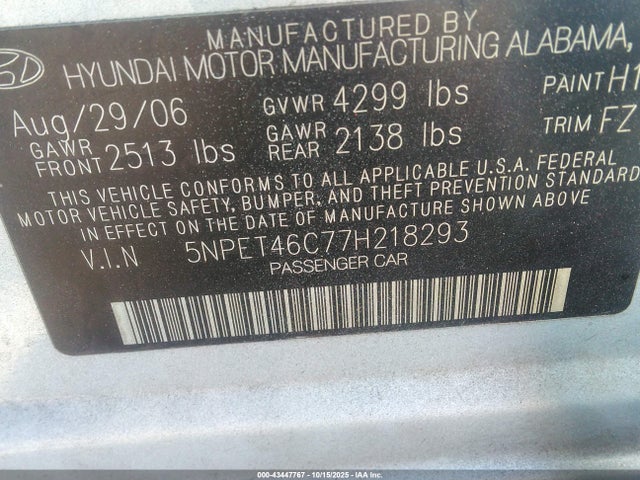 MANUFACTURED BY
HYUNDAI MOTOR MANUFACTURING ALABAMA,
Aug/29/06 GVWR 4299 lbs PAINT H1
GAWR FRONT 2513 lbs GAWR REAR 2138 lbs TRIM FZ
THIS VEHICLE CONFORMS TO ALL APPLICABLE U.S.A. FEDERAL
MOTOR VEHICLE SAFETY, BUMPER, AND THEFT PREVENTION STANDARD
IN EFFECT ON THE DATE OF MANUFACTURE SHOWN ABOVE
V.I.N 5NPET46C77H218293
PASSENGER CAR
000-43447767 - 10/15/2025 - IAAI Inc.